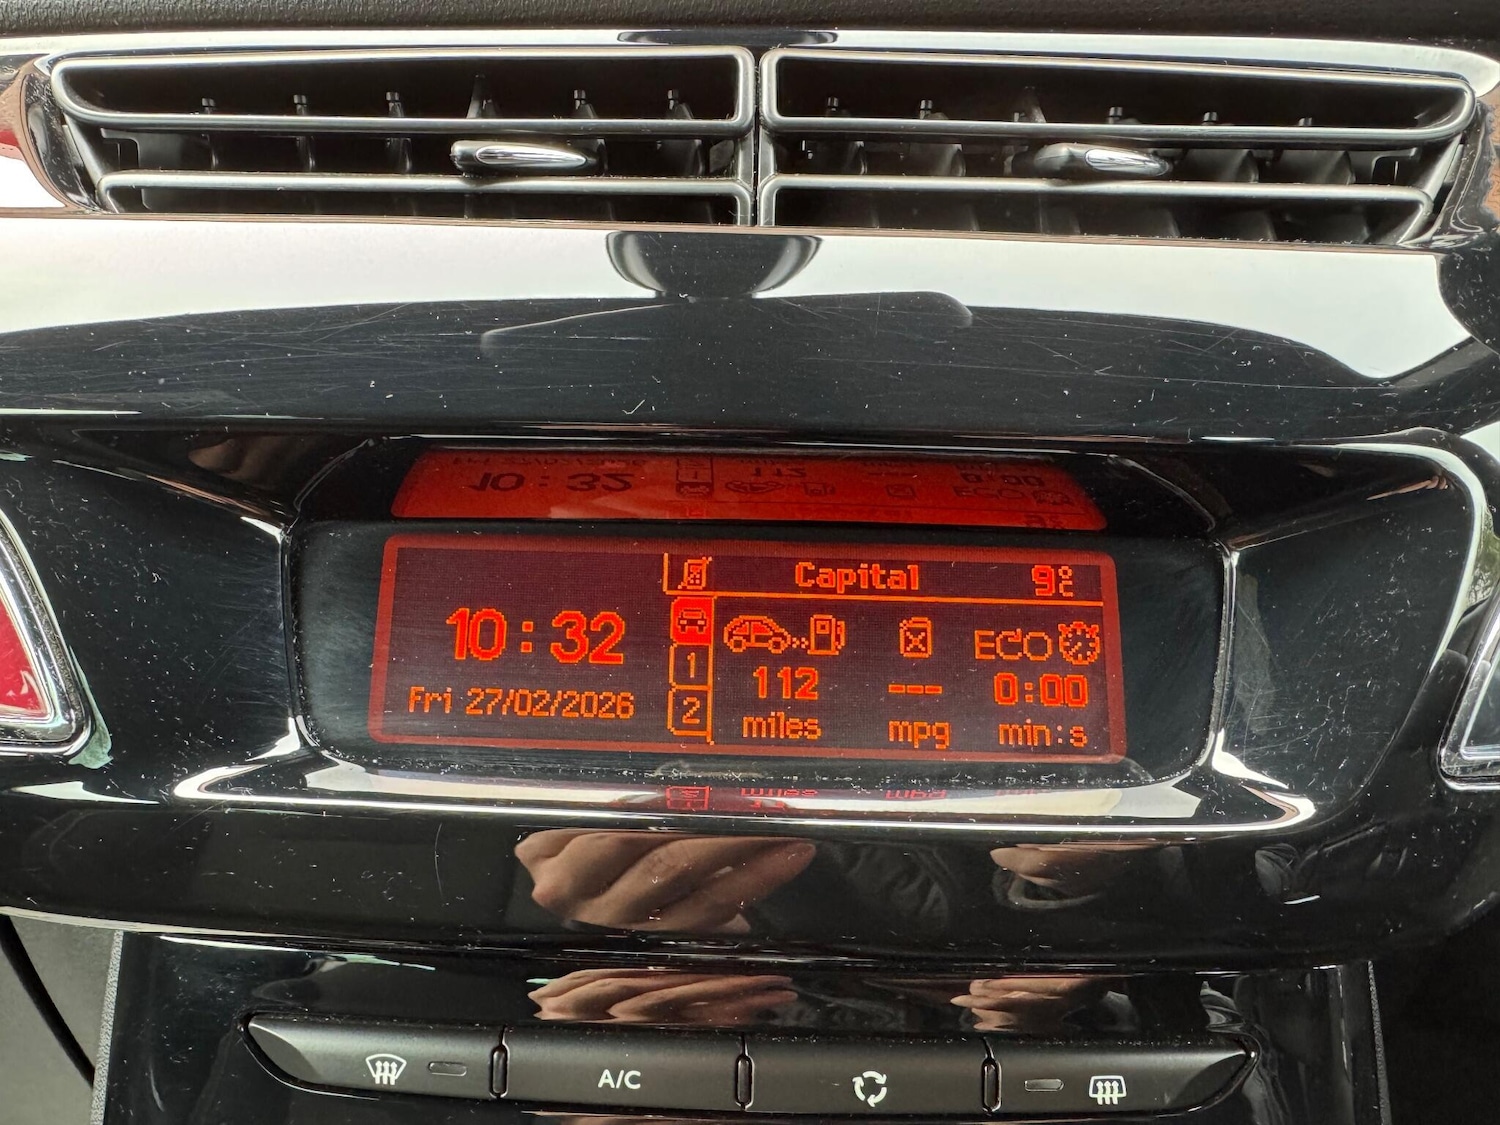 Capital 9°C
10:32
Fri 27/02/2026
1
2
ECO
112 --- 0:00
miles mpg min:s
A/C